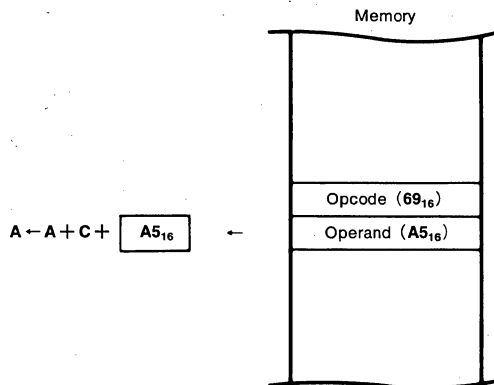 Memory
Opcode (69₁₆)
A←A+C+ A5₁₆ ← Operand (A5₁₆)